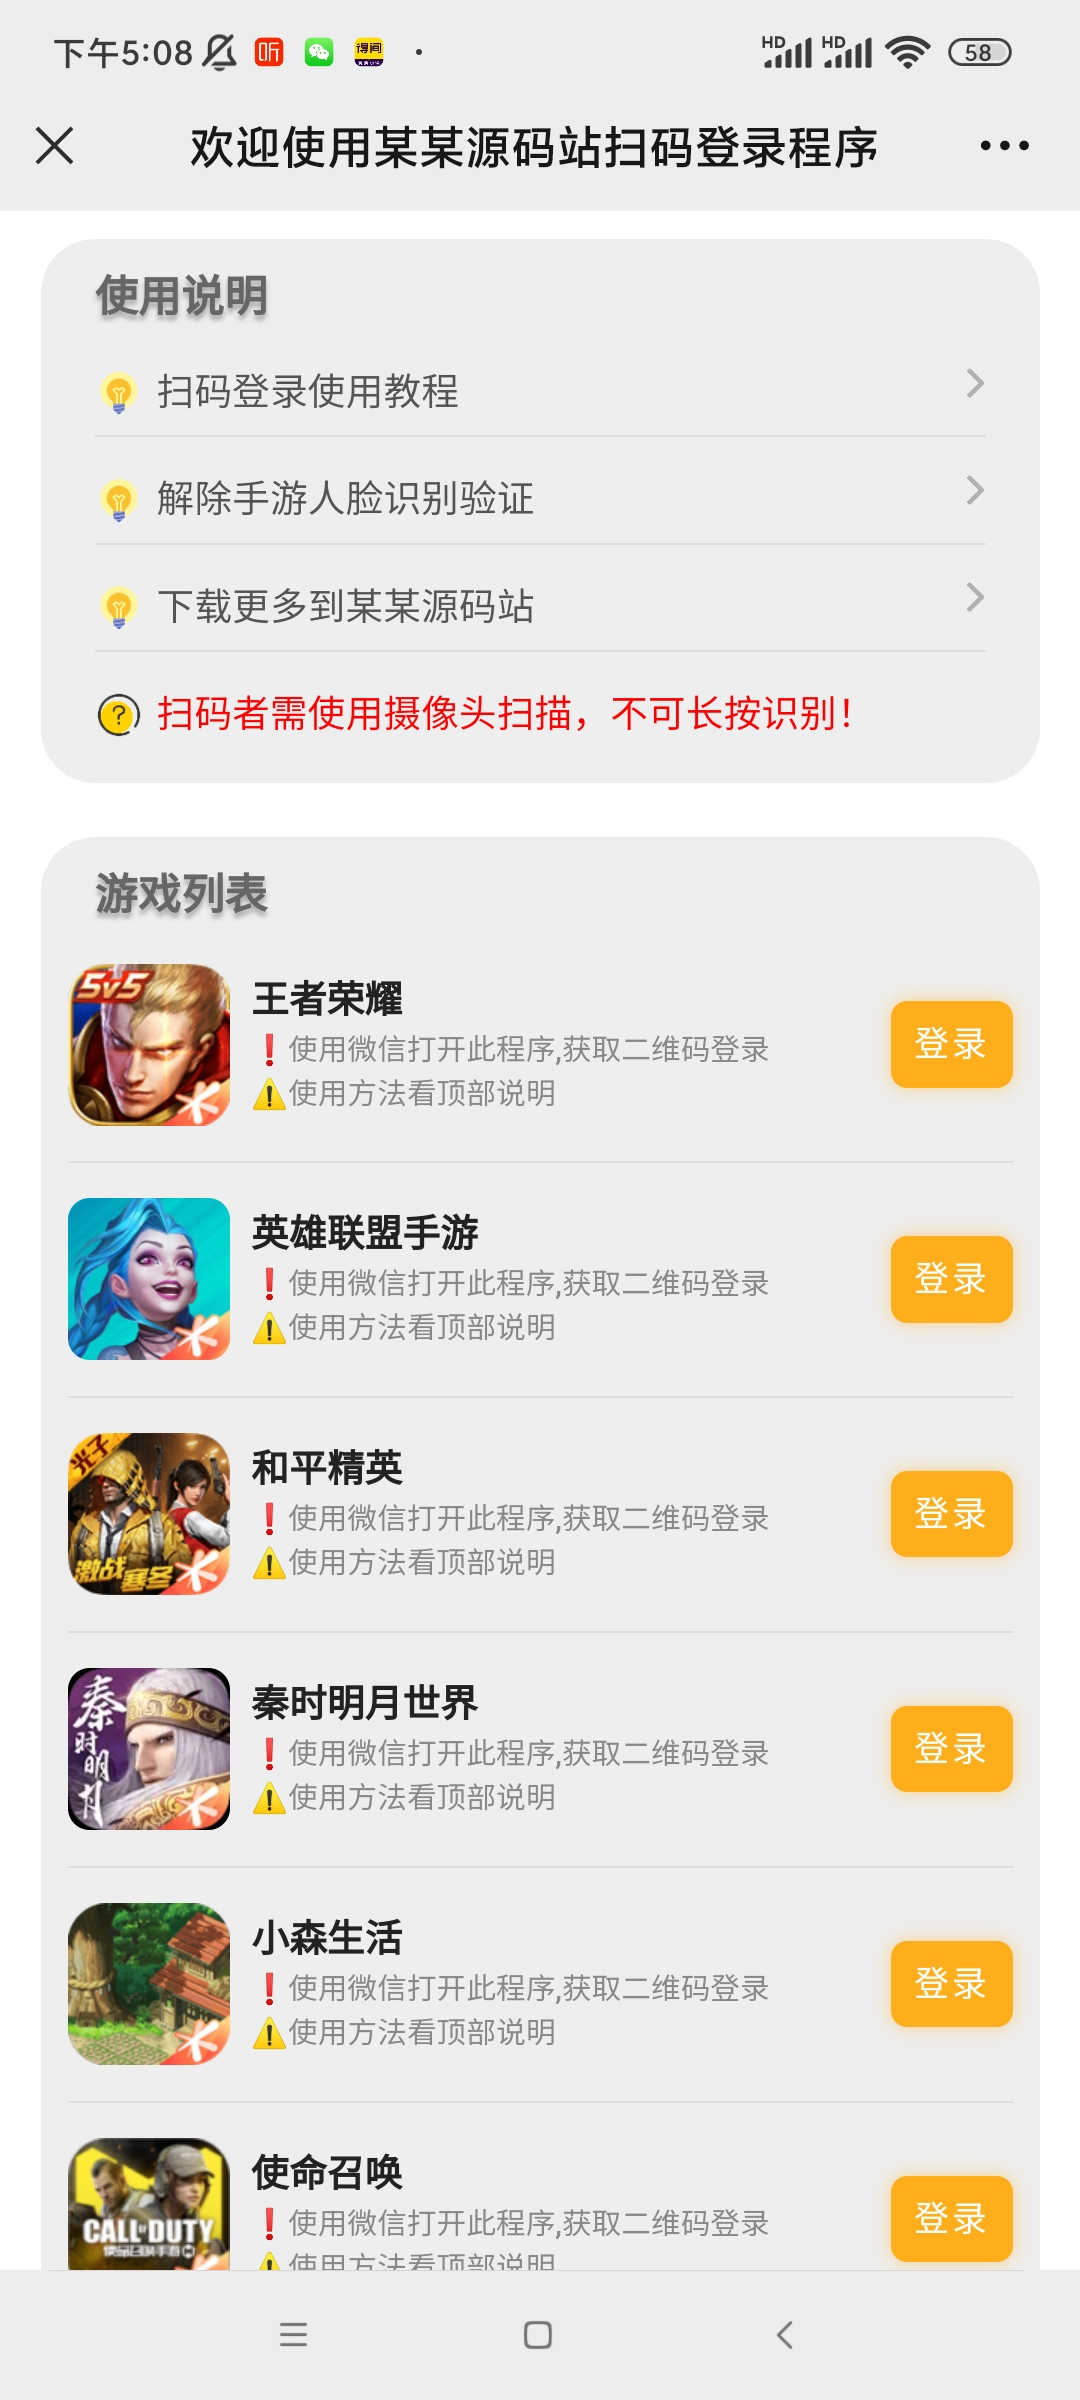 下午5:08 听 得间 HD HD 58
欢迎使用某某源码站扫码登录程序
使用说明
扫码登录使用教程
解除手游人脸识别验证
下载更多到某某源码站
扫码者需使用摄像头扫描，不可长按识别！
游戏列表
5v5
王者荣耀
❗使用微信打开此程序,获取二维码登录
⚠使用方法看顶部说明
登录
英雄联盟手游
❗使用微信打开此程序,获取二维码登录
⚠使用方法看顶部说明
登录
光子
激战寒冬
和平精英
❗使用微信打开此程序,获取二维码登录
⚠使用方法看顶部说明
登录
秦时明月
秦时明月世界
❗使用微信打开此程序,获取二维码登录
⚠使用方法看顶部说明
登录
小森生活
❗使用微信打开此程序,获取二维码登录
⚠使用方法看顶部说明
登录
CALL OF DUTY
使命召唤手游
使命召唤
❗使用微信打开此程序,获取二维码登录
⚠使用方法看顶部说明
登录